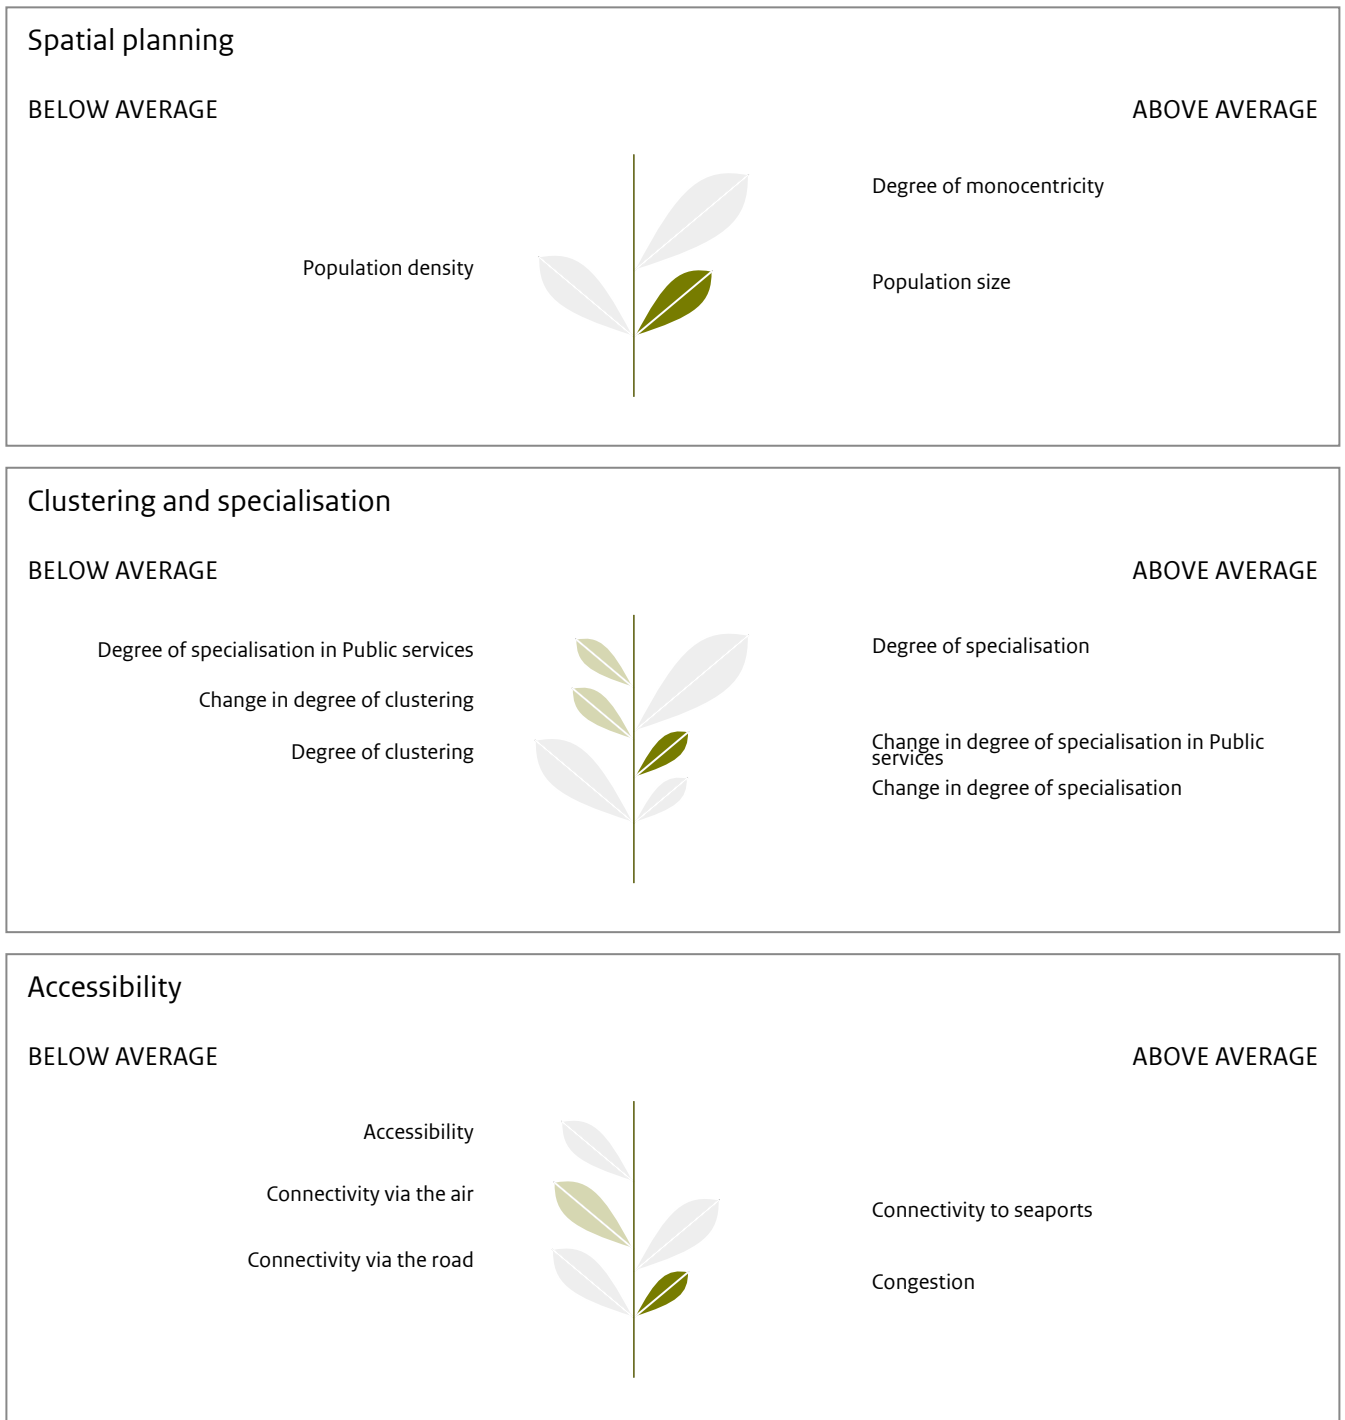 Spatial planning
BELOW AVERAGE
ABOVE AVERAGE
Degree of monocentricity
Population density
Population size
Clustering and specialisation
BELOW AVERAGE
ABOVE AVERAGE
Degree of specialisation in Public services
Change in degree of clustering
Degree of clustering
Degree of specialisation
Change in degree of specialisation in Public
services
Change in degree of specialisation
Accessibility
BELOW AVERAGE
ABOVE AVERAGE
Accessibility
Connectivity via the air
Connectivity via the road
Connectivity to seaports
Congestion